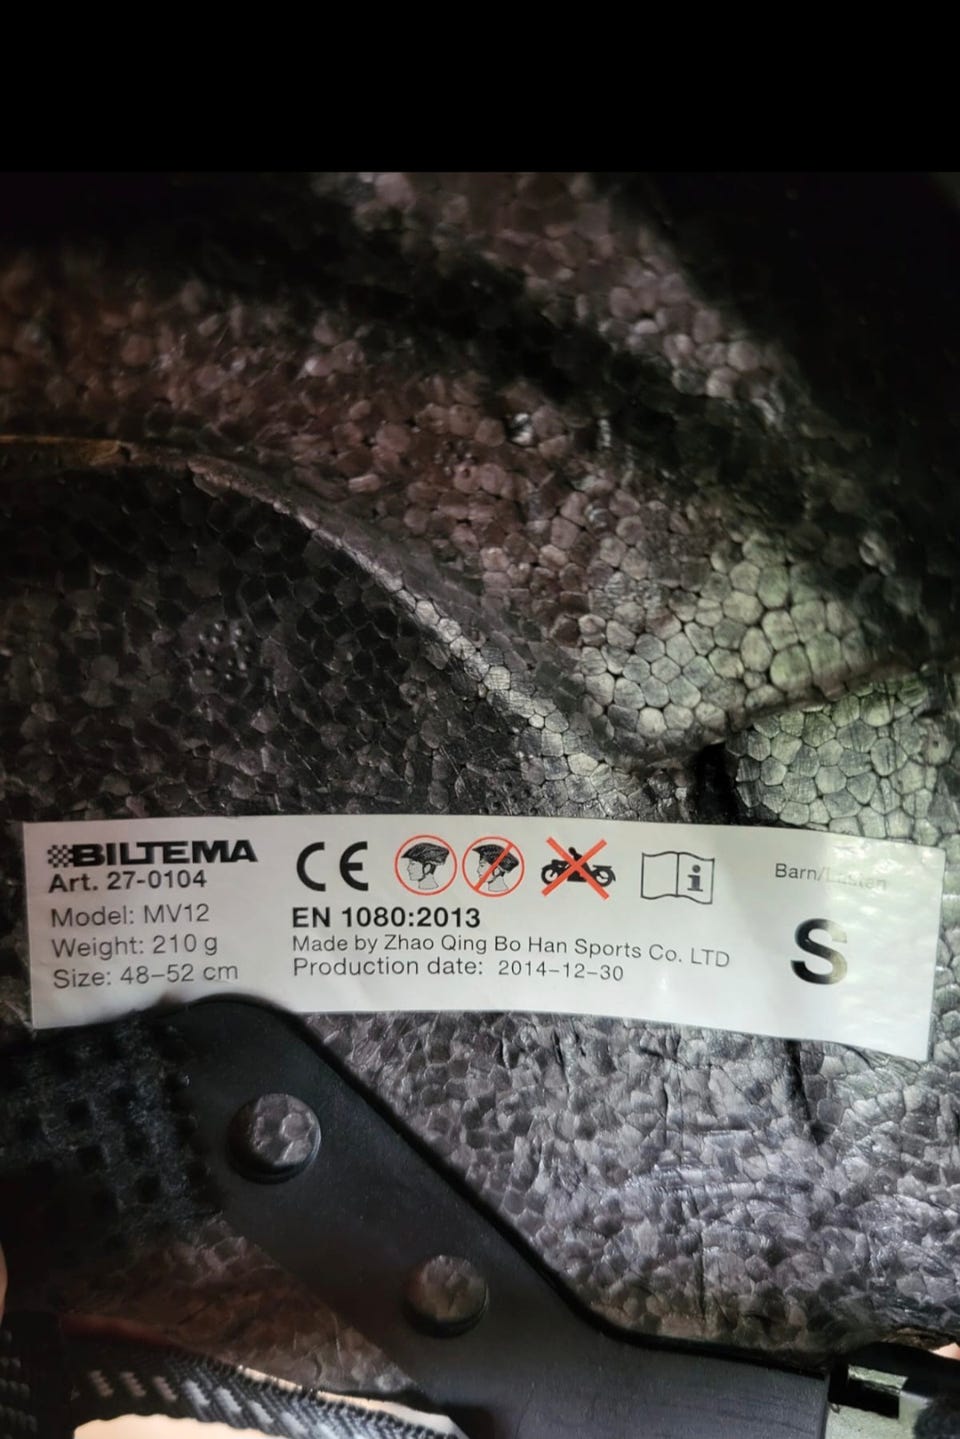 BILTEMA
Art. 27-0104
Model: MV12
Weight: 210 g
Size: 48–52 cm
CE
EN 1080:2013
Made by Zhao Qing Bo Han Sports Co. LTD
Production date: 2014–12–30
i
Barn/Lasten
S